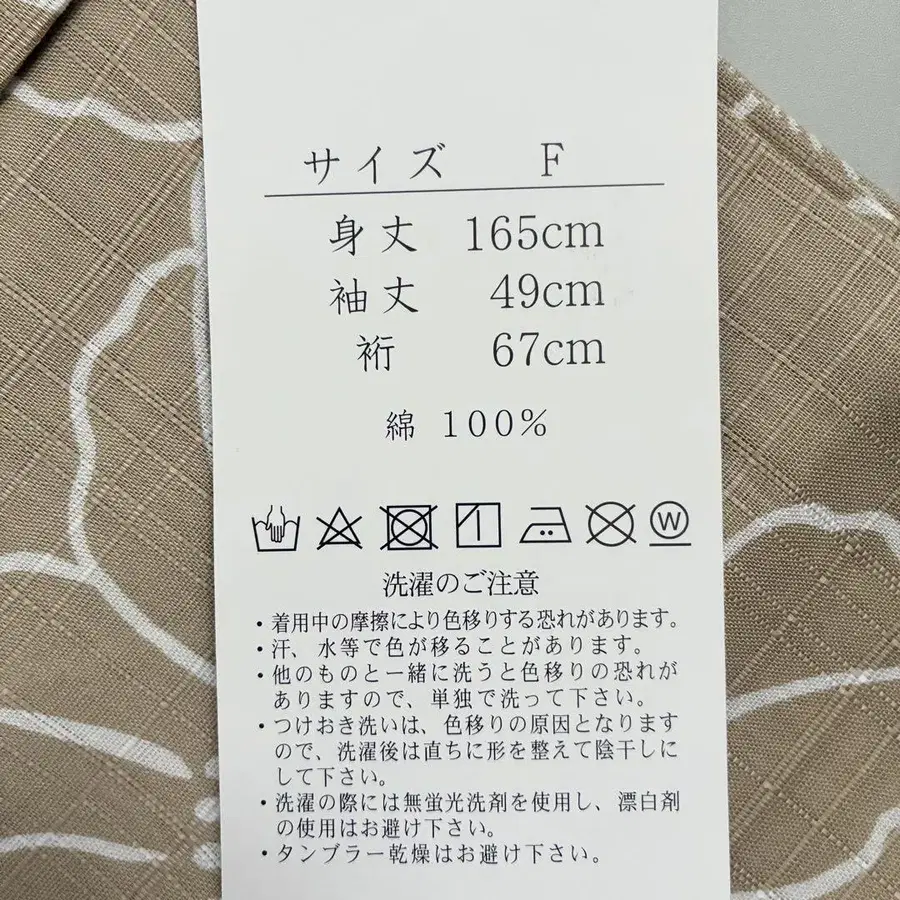 サイズ F
身丈 165cm
袖丈 49cm
裄 67cm
綿 100%
W
洗濯のご注意
・着用中の摩擦により色移りする恐れがあります。
・汗、水等で色が移ることがあります。
・他のものと一緒に洗うと色移りの恐れが
ありますので、単独で洗って下さい。
・つけおき洗いは、色移りの原因となります
ので、洗濯後は直ちに形を整えて陰干しに
して下さい。
・洗濯の際には無蛍光洗剤を使用し、漂白剤
の使用はお避け下さい。
・タンブラー乾燥はお避け下さい。